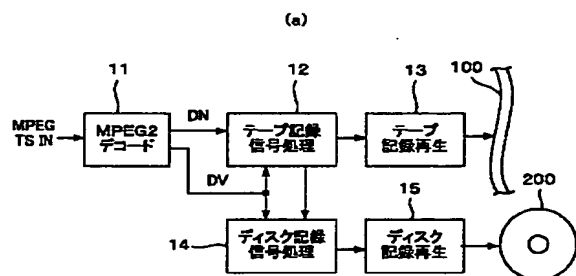 (a)
11
12
13
100
MPEG
TS IN
MPEG2
デコード
DN
テープ記録
信号処理
テープ
記録再生
DV
200
14
ディスク記録
信号処理
15
ディスク
記録再生